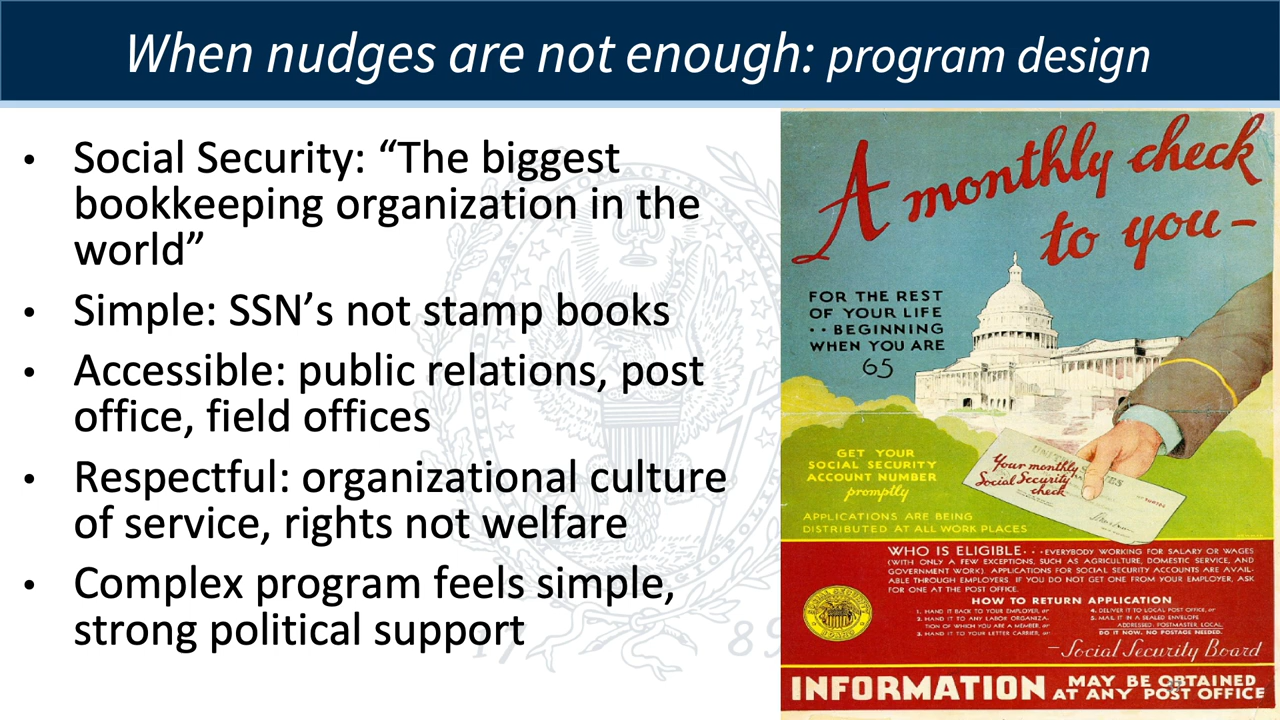 When nudges are not enough: program design
• Social Security: “The biggest
bookkeeping organization in the
world”
• Simple: SSN’s not stamp books
• Accessible: public relations, post
office, field offices
• Respectful: organizational culture
of service, rights not welfare
• Complex program feels simple,
strong political support
A monthly check
to you-
FOR THE REST
OF YOUR LIFE
·· BEGINNING
WHEN YOU ARE
65
GET YOUR
SOCIAL SECURITY
ACCOUNT NUMBER
promptly
APPLICATIONS ARE BEING
DISTRIBUTED AT ALL WORK PLACES
Your monthly
Social Security
check
WHO IS ELIGIBLE··· EVERYBODY WORKING FOR SALARY OR WAGES
(WITH ONLY A FEW EXCEPTIONS, SUCH AS AGRICULTURE, DOMESTIC SERVICE, AND
GOVERNMENT WORK). APPLICATIONS FOR SOCIAL SECURITY ACCOUNTS ARE AVAIL-
ABLE THROUGH EMPLOYERS. IF YOU DO NOT GET ONE FROM YOUR EMPLOYER, ASK
FOR ONE AT THE POST OFFICE.
HOW TO RETURN APPLICATION
1. HAND IT BACK TO YOUR EMPLOYER, or
2. HAND IT TO ANY LABOR ORGANIZA-
TION OF WHICH YOU ARE A MEMBER, or
3. HAND IT TO YOUR LETTER CARRIER, or
4. DELIVER IT TO LOCAL POST OFFICE, or
5. MAIL IT IN A SEALED ENVELOPE
ADDRESSED, POSTMASTER, LOCAL
DO IT NOW. NO POSTAGE NEEDED.
-Social Security Board
INFORMATION MAY BE OBTAINED
AT ANY POST OFFICE